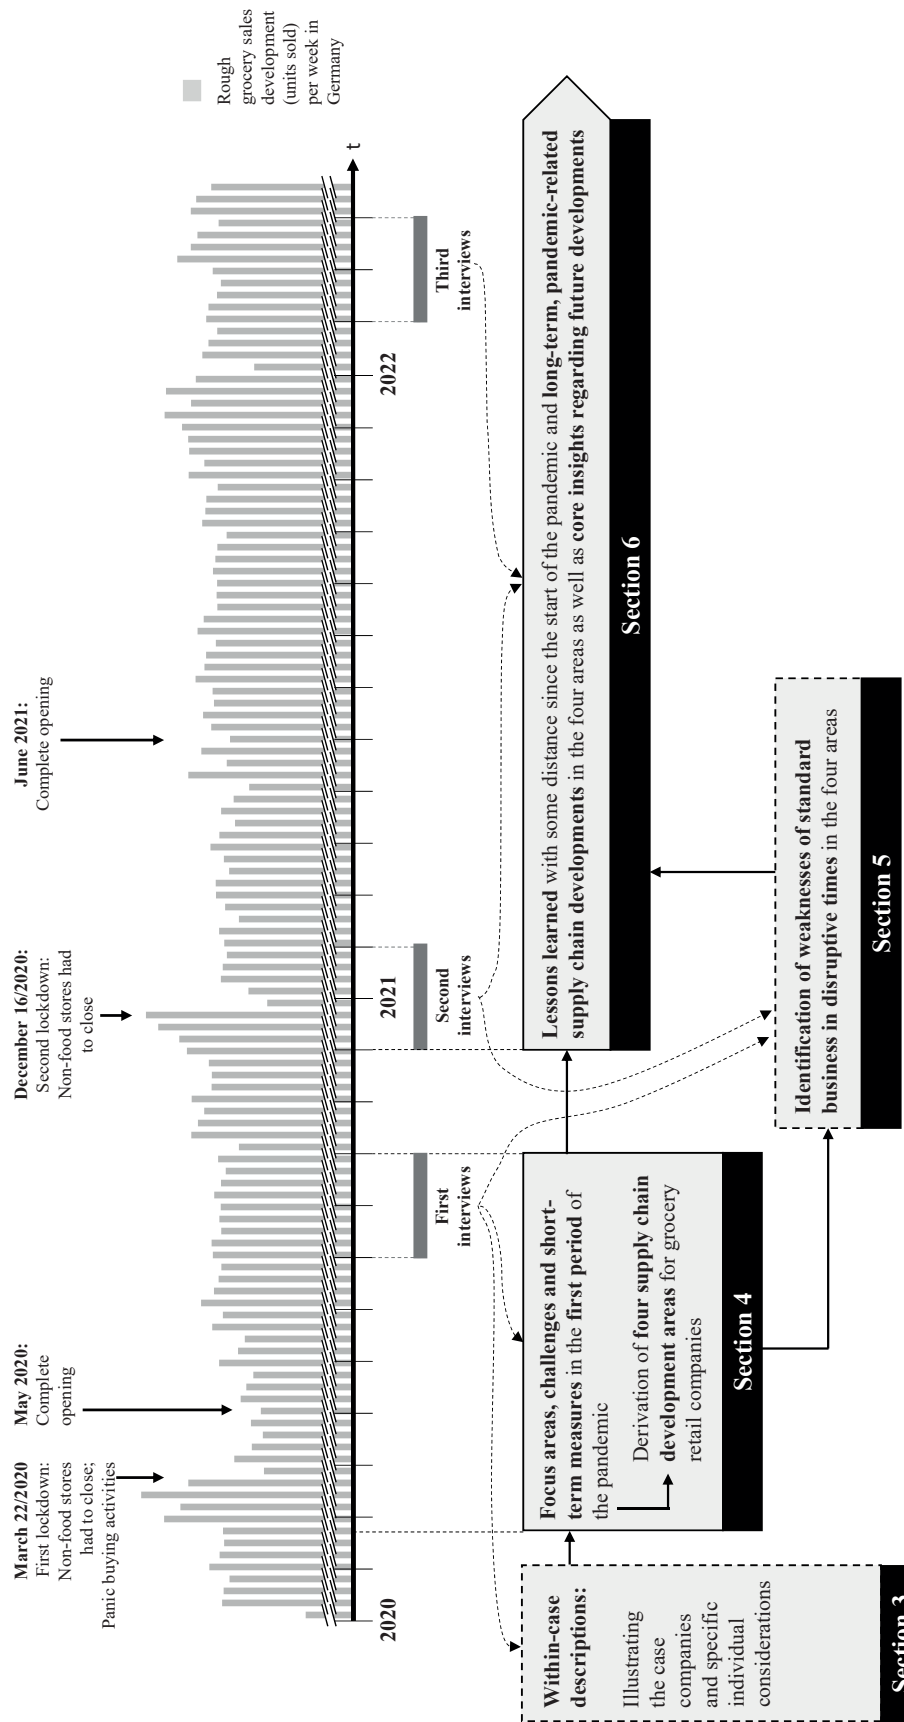 March 22/2020
First lockdown:
Non-food stores
had to close;
Panic buying activities
May 2020:
Complete
opening
December 16/2020:
Second lockdown:
Non-food stores had
to close
June 2021:
Complete opening
Rough
grocery sales
development
(units sold)
per week in
Germany
t
2020
2021
2022
First
interviews
Second
interviews
Third
interviews
Within-case
descriptions:
Illustrating
the case
companies
and specific
individual
considerations
Section 3
Focus areas, challenges and short-
term measures in the first period of
the pandemic
Derivation of four supply chain
development areas for grocery
retail companies
Section 4
Identification of weaknesses of standard
business in disruptive times in the four areas
Section 5
Lessons learned with some distance since the start of the pandemic and long-term, pandemic-related
supply chain developments in the four areas as well as core insights regarding future developments
Section 6